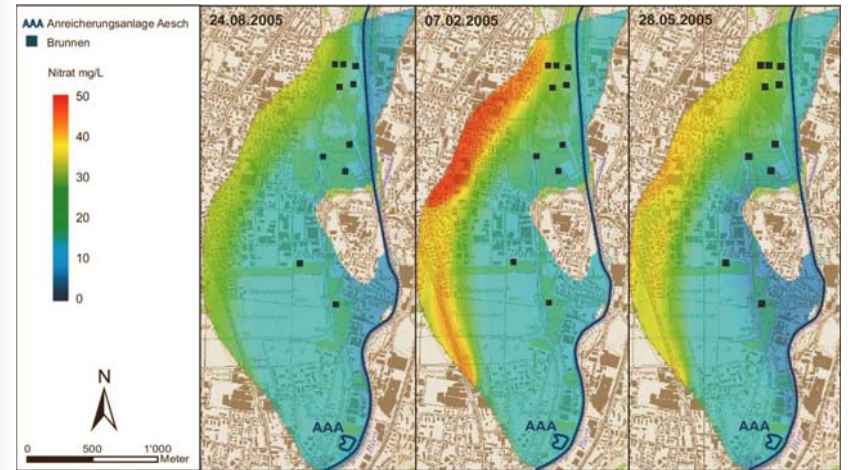 AAA Anreicherungsanlage Aesch
Brunnen
Nitrat mg/L
50
40
30
20
10
0
N
0 500 1'000
Meter
24.08.2005
AAA
07.02.2005
AAA
28.05.2005
AAA